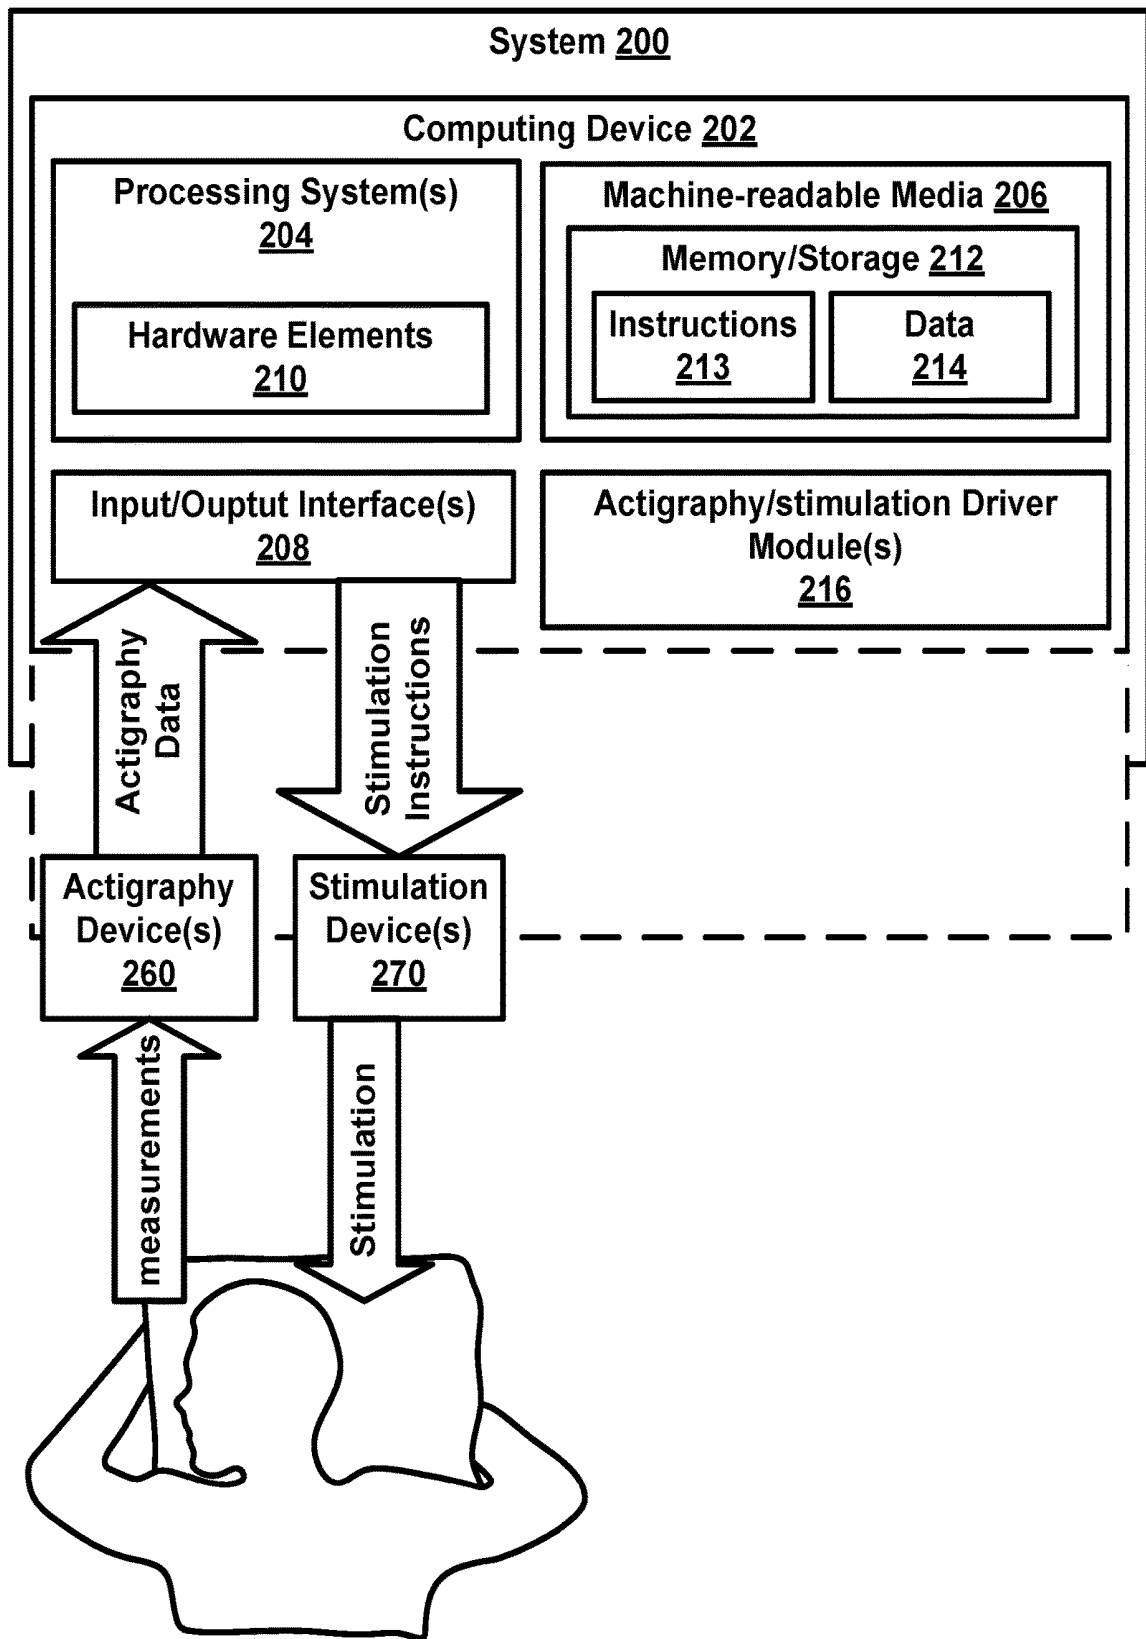 System 200
Computing Device 202
Processing System(s)
204
Hardware Elements
210
Machine-readable Media 206
Memory/Storage 212
Instructions
213
Data
214
Input/Ouptut Interface(s)
208
Actigraphy/stimulation Driver
Module(s)
216
Actigraphy
Data
Stimulation
Instructions
Actigraphy
Device(s)
260
Stimulation
Device(s)
270
measurements
Stimulation